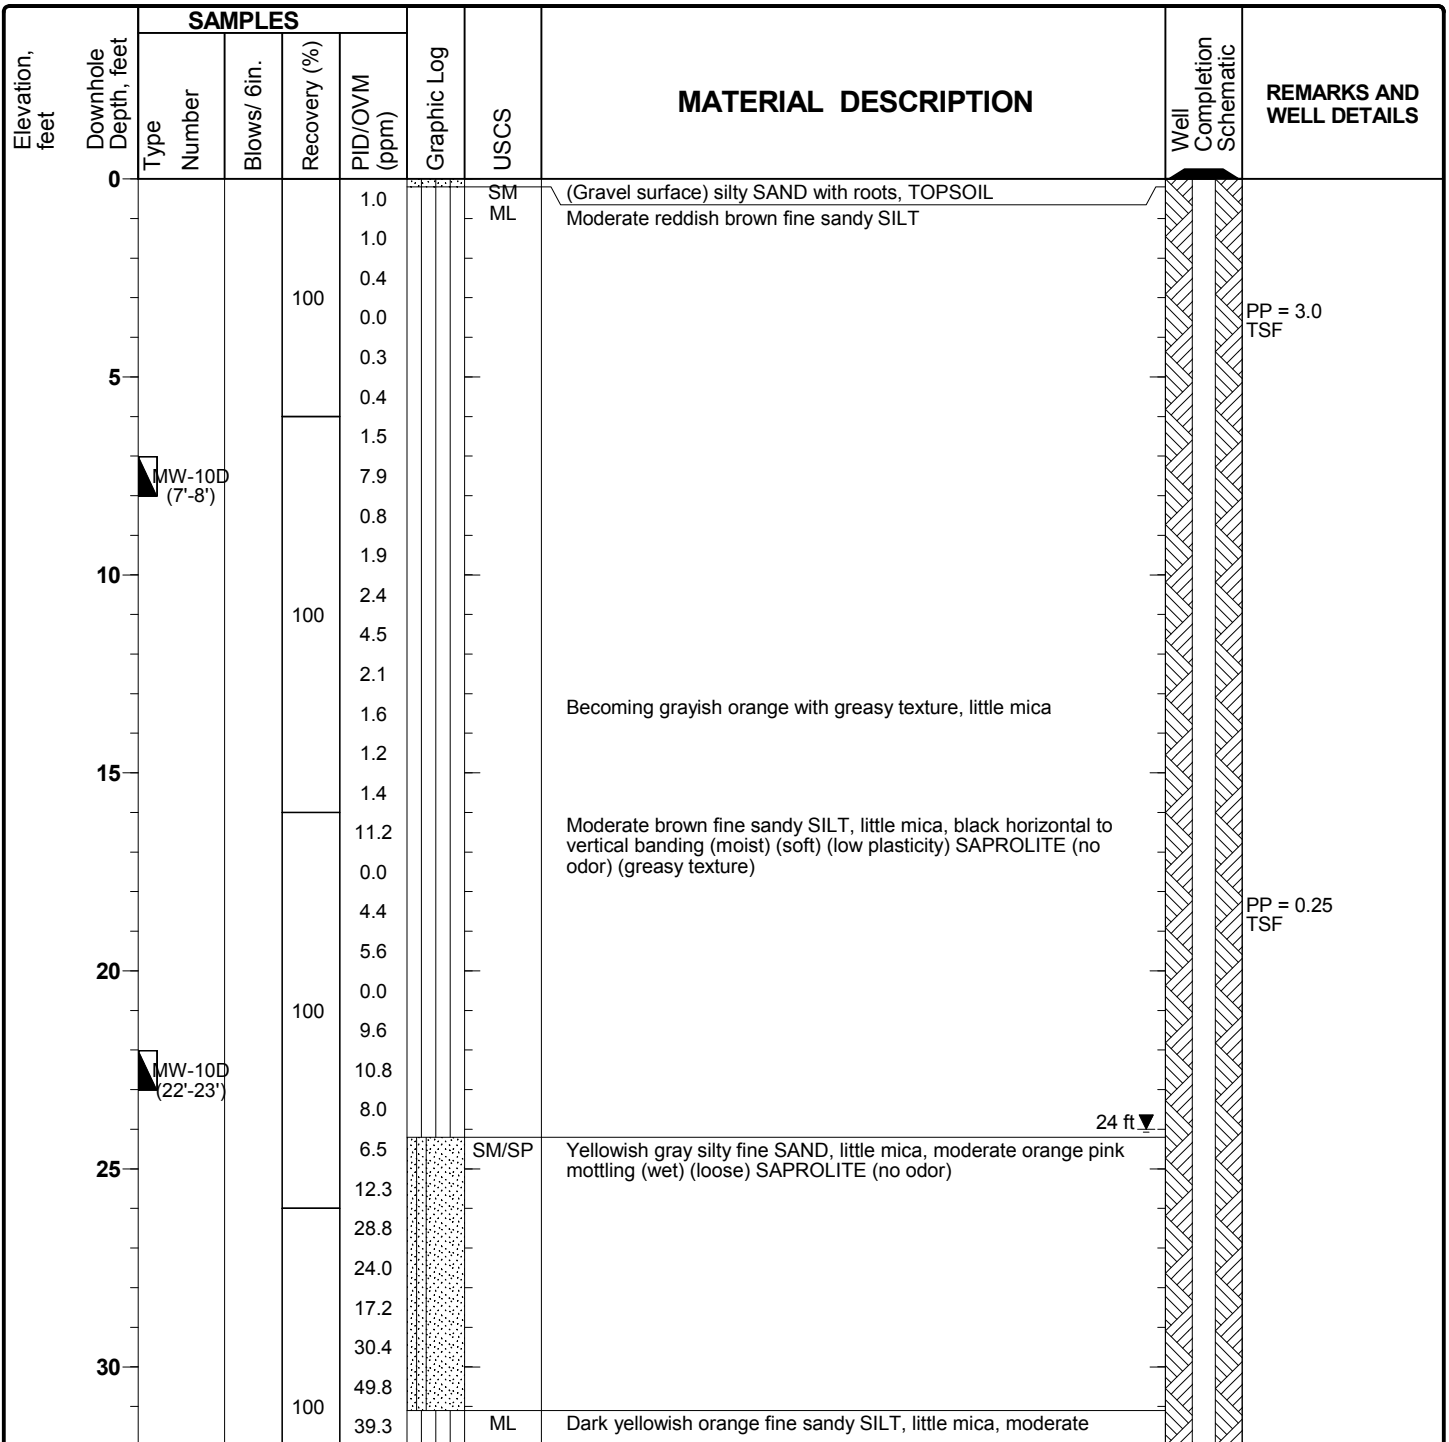 SAMPLES
Elevation,
feet
Downhole
Depth, feet
Type
Number
Blows/ 6in.
Recovery (%)
PID/OVM
(ppm)
Graphic Log
USCS
MATERIAL DESCRIPTION
Well
Completion
Schematic
REMARKS AND
WELL DETAILS
0
1.0
SM
(Gravel surface) silty SAND with roots, TOPSOIL
ML
Moderate reddish brown fine sandy SILT
1.0
0.4
100
0.0
PP = 3.0
TSF
0.3
5
0.4
1.5
MW-10D
(7'-8')
7.9
0.8
1.9
10
2.4
100
4.5
2.1
1.6
Becoming grayish orange with greasy texture, little mica
1.2
15
1.4
11.2
Moderate brown fine sandy SILT, little mica, black horizontal to
vertical banding (moist) (soft) (low plasticity) SAPROLITE (no
odor) (greasy texture)
0.0
4.4
PP = 0.25
TSF
5.6
20
0.0
100
9.6
MW-10D
(22'-23')
10.8
8.0
24 ft
6.5
SM/SP
Yellowish gray silty fine SAND, little mica, moderate orange pink
mottling (wet) (loose) SAPROLITE (no odor)
25
12.3
28.8
24.0
17.2
30.4
30
49.8
100
39.3
ML
Dark yellowish orange fine sandy SILT, little mica, moderate